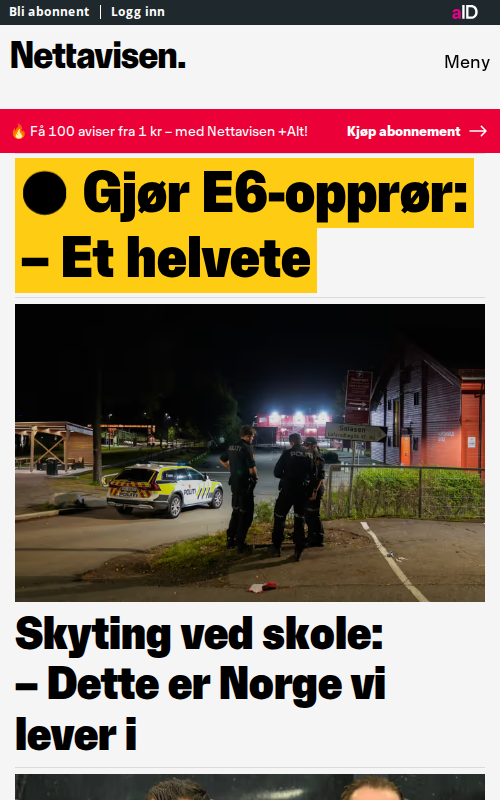 Bli abonnent
Logg inn
aID
Nettavisen.
Meny
🔥 Få 100 aviser fra 1 kr – med Nettavisen +Alt!
Kjøp abonnement →
Gjør E6-opprør:
– Et helvete
POLITI
Skyting ved skole:
– Dette er Norge vi
lever i